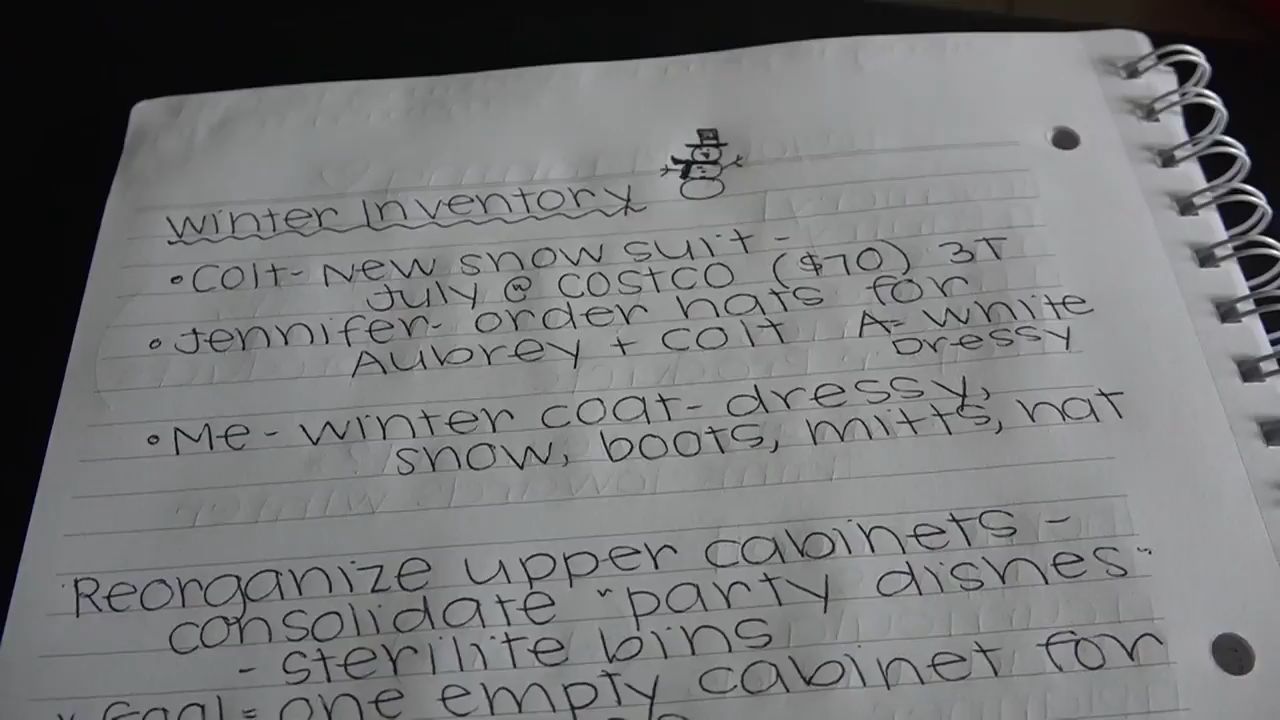 Winter Inventory
• Colt- New snow suit -
July @ Costco ($70) 3T
• Jennifer- order hats for
Aubrey + Colt A- white
Dressy
• Me- winter coat- dressy,
snow, boots, mitts, hat
Reorganize upper cabinets -
consolidate "party dishes"
- sterilite bins
Goal = one empty cabinet for